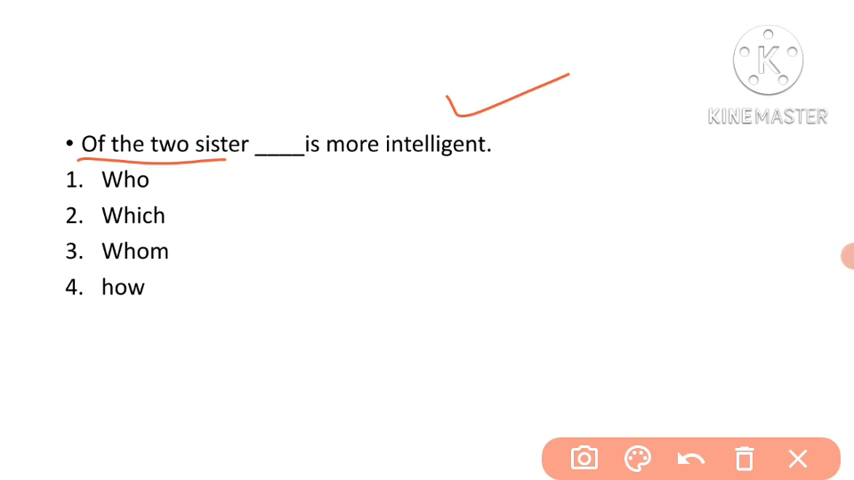 KINEMASTER
• Of the two sister ____is more intelligent.
1. Who
2. Which
3. Whom
4. how